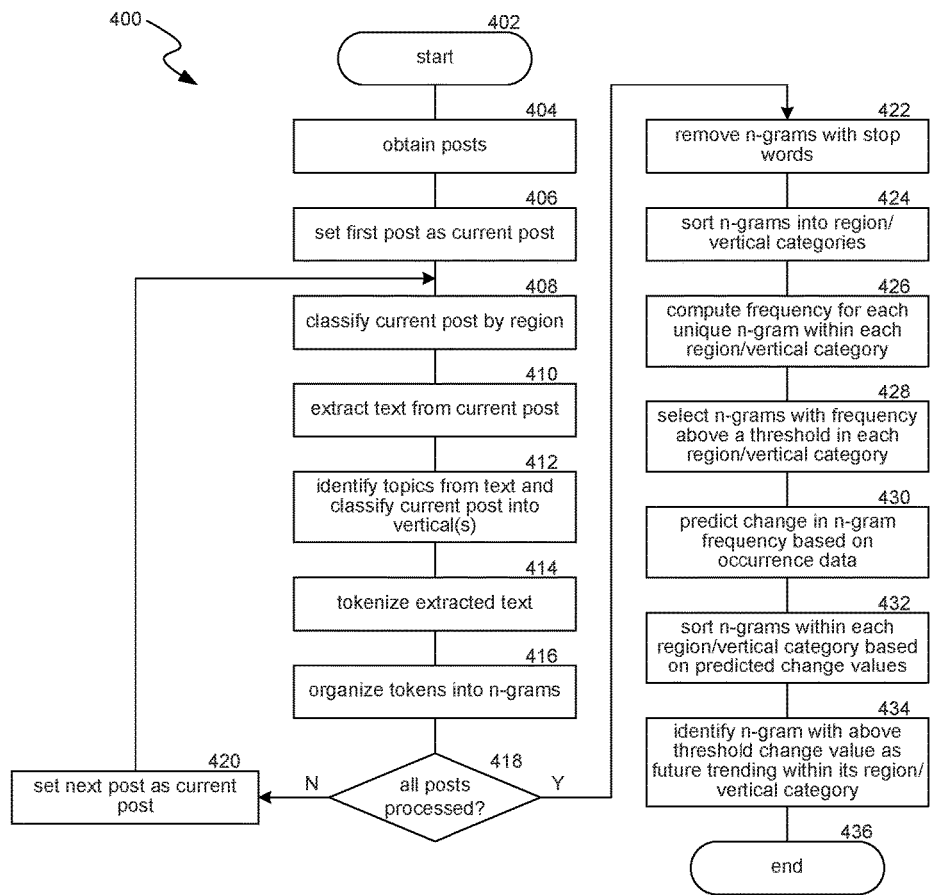 400
402
start
404
obtain posts
406
set first post as current post
408
classify current post by region
410
extract text from current post
412
identify topics from text and
classify current post into
vertical(s)
414
tokenize extracted text
416
organize tokens into n-grams
418
all posts
processed?
N
Y
420
set next post as current
post
422
remove n-grams with stop
words
424
sort n-grams into region/
vertical categories
426
compute frequency for each
unique n-gram within each
region/vertical category
428
select n-grams with frequency
above a threshold in each
region/vertical category
430
predict change in n-gram
frequency based on
occurrence data
432
sort n-grams within each
region/vertical category based
on predicted change values
434
identify n-gram with above
threshold change value as
future trending within its region/
vertical category
436
end